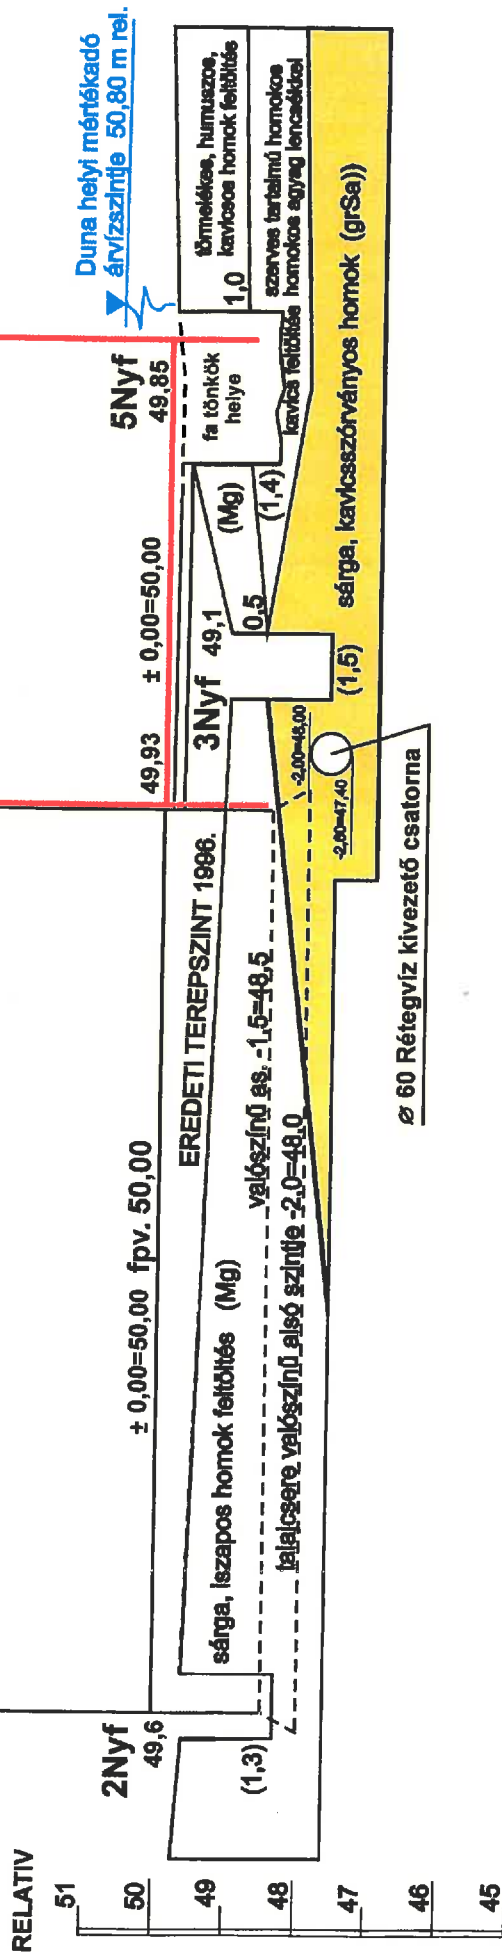 RELATIV
51
50
49
48
47
46
45
2Nyf
49,6
(1,3)
± 0,00=50,00 fpv. 50,00
EREDETI TEREPSZINT 1996.
sárga, iszapos homok feltöltés (Mg)
valószínű as. -1,5=48,5
talajcsere valószínű alsó szintje -2,0=48,0
49,93
± 0,00=50,00
3Nyf 49,1
0,5
(1,5)
-2,00=48,00
-2,60=47,40
ø 60 Rétegvíz kivezető csatorna
5Nyf
49,85
fa tönkök
helye
(Mg)
(1,4)
1,0
Duna helyi mértékadó
árvízszintje 50,80 m rel.
törmelékes, humuszos,
kavicsos homok feltöltés
szerves tartalmú homokos
kavics feltöltés homokos agyag lencsékkel
sárga, kavicsszórványos homok (grSa))